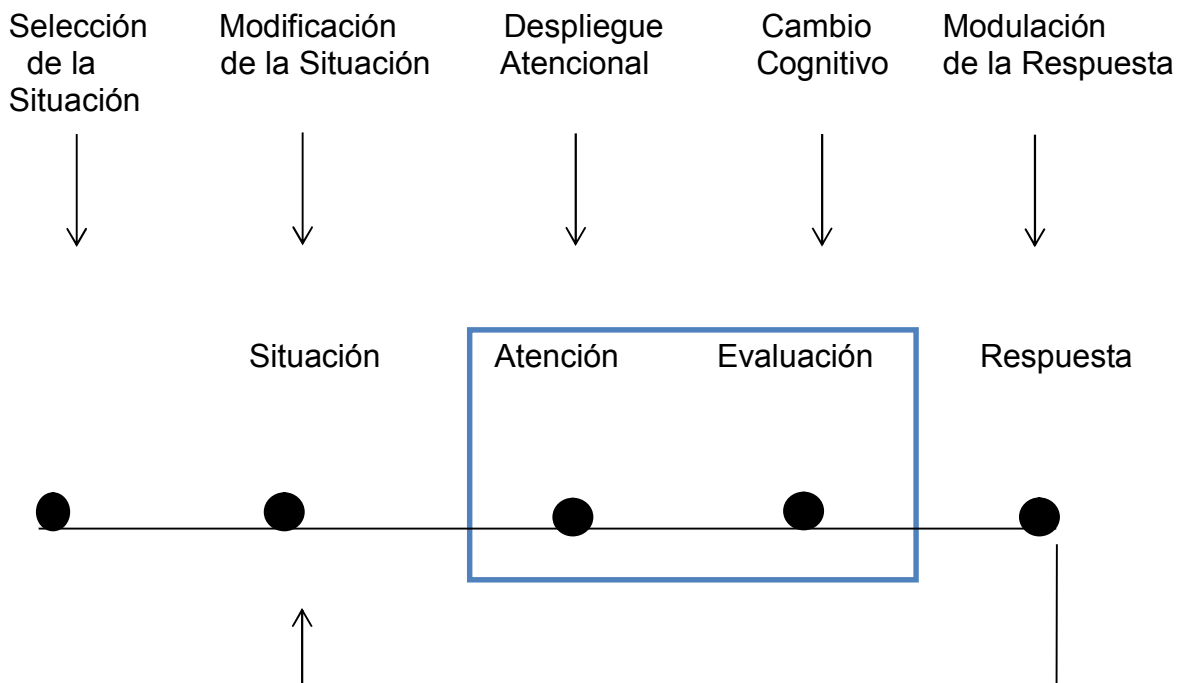 Selección de la Situación
Modificación de la Situación
Despliegue Atencional
Cambio Cognitivo
Modulación de la Respuesta
Situación
Atención
Evaluación
Respuesta